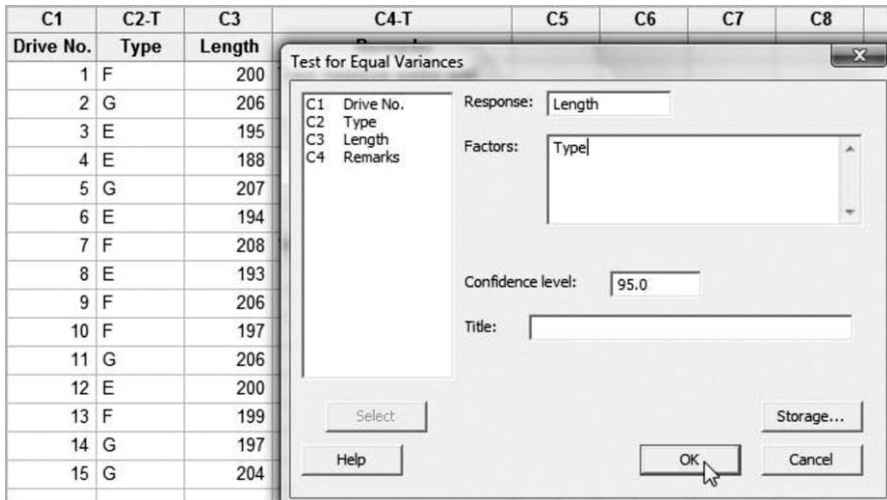 C1 C2-T C3 C4-T C5 C6 C7 C8
Drive No. Type Length
1 F 200
2 G 206
3 E 195
4 E 188
5 G 207
6 E 194
7 F 208
8 E 193
9 F 206
10 F 197
11 G 206
12 E 200
13 F 199
14 G 197
15 G 204
Test for Equal Variances
C1 Drive No.
C2 Type
C3 Length
C4 Remarks
Response: Length
Factors: Type
Confidence level: 95.0
Title:
Select
Storage...
Help
OK
Cancel